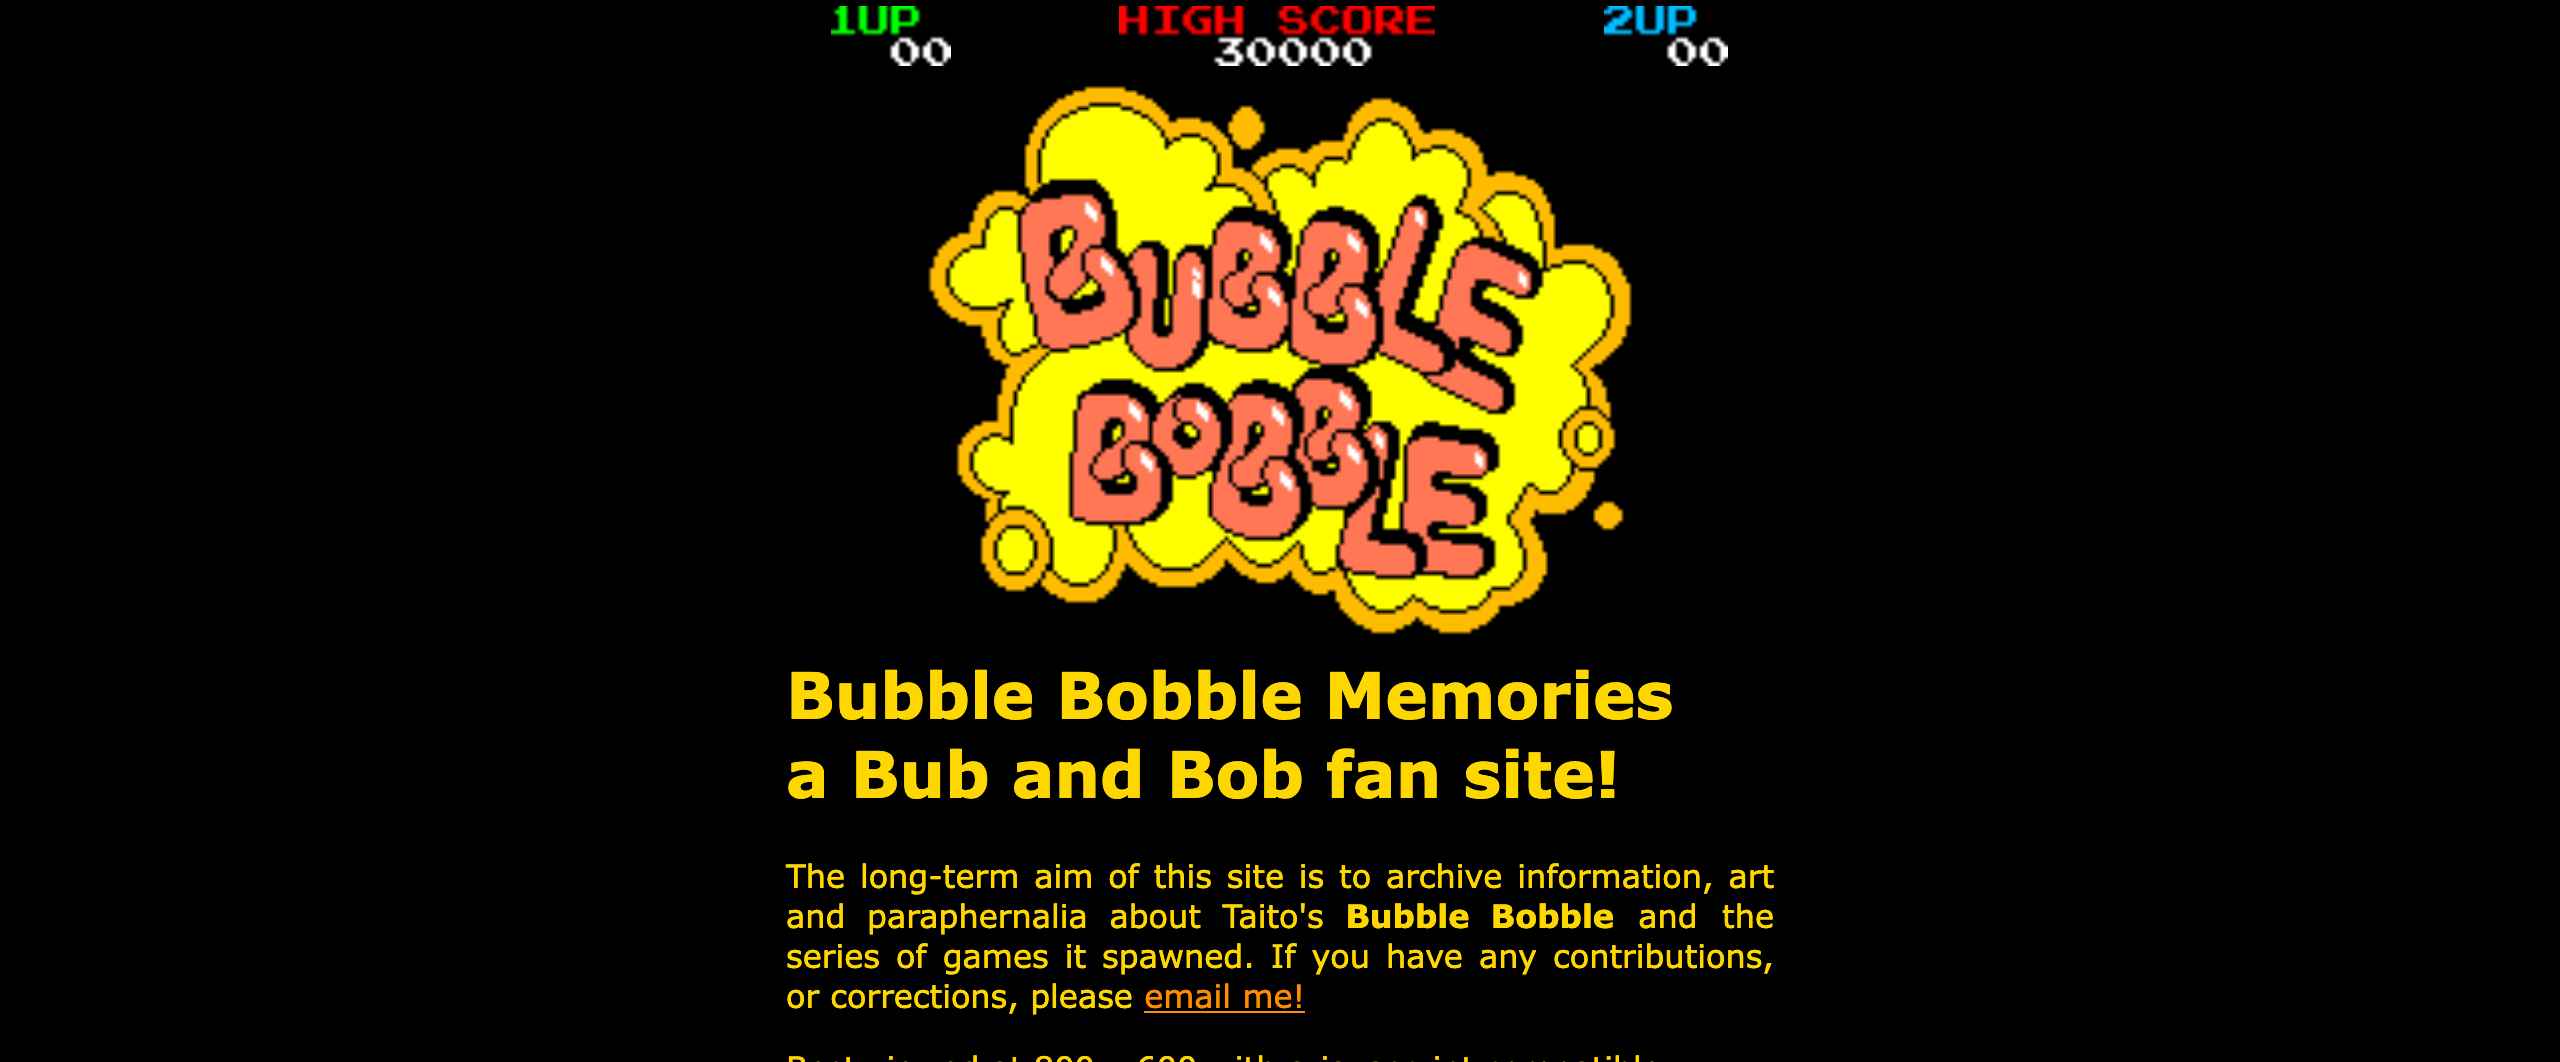 1UP HIGH SCORE 2UP
00 30000 00
BUBBLE
BOBBLE
Bubble Bobble Memories
a Bub and Bob fan site!
The long-term aim of this site is to archive information, art
and paraphernalia about Taito's Bubble Bobble and the
series of games it spawned. If you have any contributions,
or corrections, please email me!